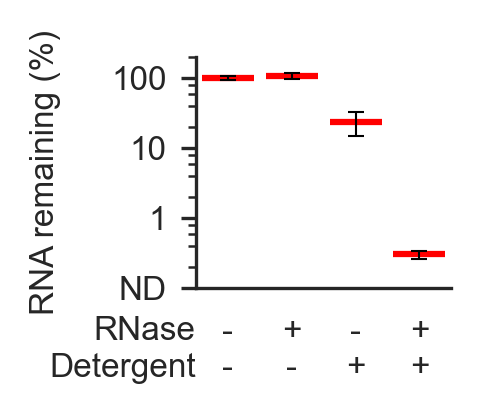 RNA remaining (%)
100
10
1
ND
RNase - + - +
Detergent - - + +